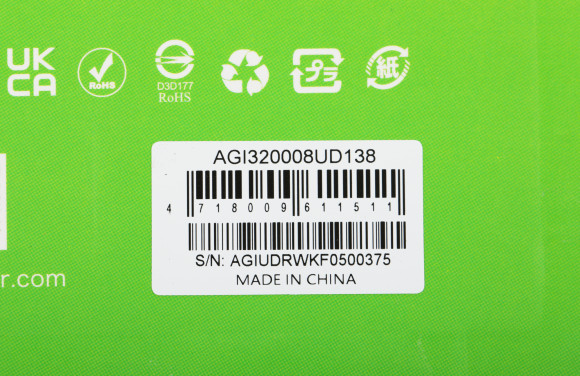 UK
CA
RoHS
D3D177
RoHS
プラ
紙
AGI320008UD138
4 718009 611511
S/N: AGIUDRWKF0500375
MADE IN CHINA
r.com